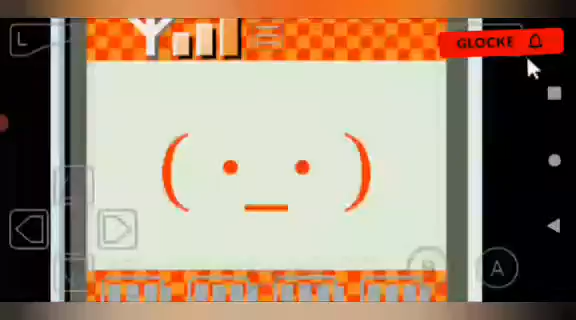 L
GLOCKE
( • _ • )
B
A